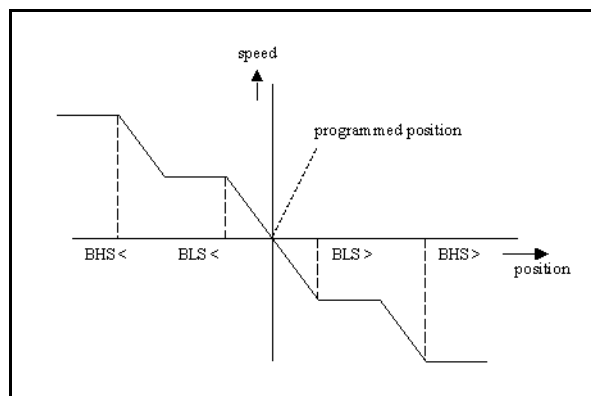 speed
programmed position
BHS <
BLS <
BLS >
BHS >
position